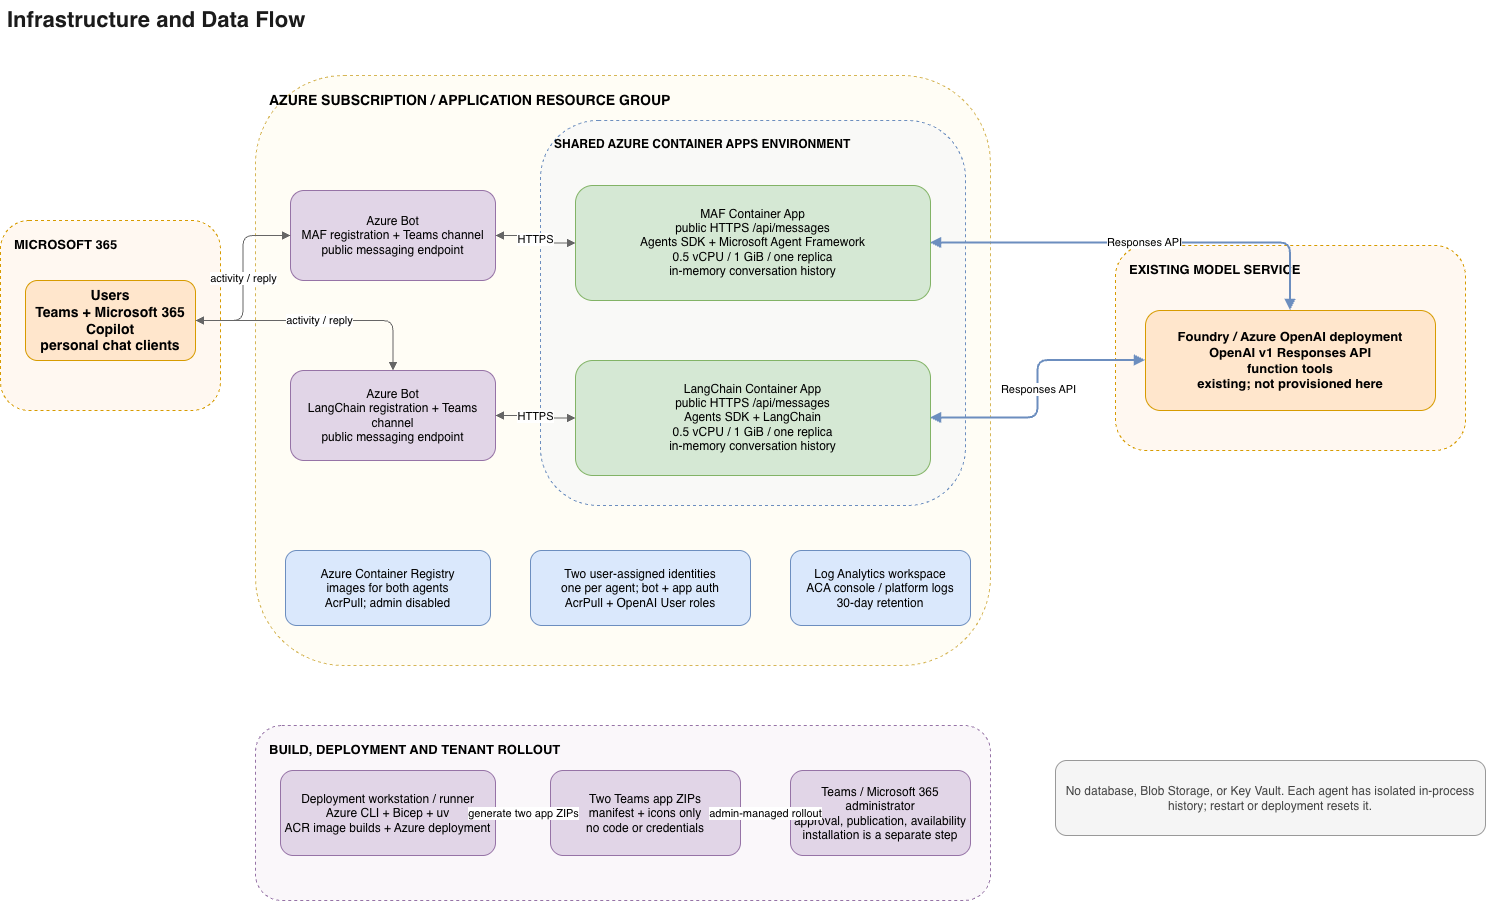 Infrastructure and Data Flow
AZURE SUBSCRIPTION / APPLICATION RESOURCE GROUP
SHARED AZURE CONTAINER APPS ENVIRONMENT
MICROSOFT 365
Users
Teams + Microsoft 365
Copilot
personal chat clients
activity / reply
activity / reply
Azure Bot
MAF registration + Teams channel
public messaging endpoint
HTTPS
MAF Container App
public HTTPS /api/messages
Agents SDK + Microsoft Agent Framework
0.5 vCPU / 1 GiB / one replica
in-memory conversation history
Responses API
Azure Bot
LangChain registration + Teams
channel
public messaging endpoint
HTTPS
LangChain Container App
public HTTPS /api/messages
Agents SDK + LangChain
0.5 vCPU / 1 GiB / one replica
in-memory conversation history
Responses API
EXISTING MODEL SERVICE
Foundry / Azure OpenAI deployment
OpenAI v1 Responses API
function tools
existing; not provisioned here
Azure Container Registry
images for both agents
AcrPull; admin disabled
Two user-assigned identities
one per agent; bot + app auth
AcrPull + OpenAI User roles
Log Analytics workspace
ACA console / platform logs
30-day retention
BUILD, DEPLOYMENT AND TENANT ROLLOUT
Deployment workstation / runner
Azure CLI + Bicep + uv
ACR image builds + Azure deployment
generate two app ZIPs
Two Teams app ZIPs
manifest + icons only
no code or credentials
admin-managed rollout
Teams / Microsoft 365
administrator
approval, publication, availability
installation is a separate step
No database, Blob Storage, or Key Vault. Each agent has isolated in-process
history; restart or deployment resets it.